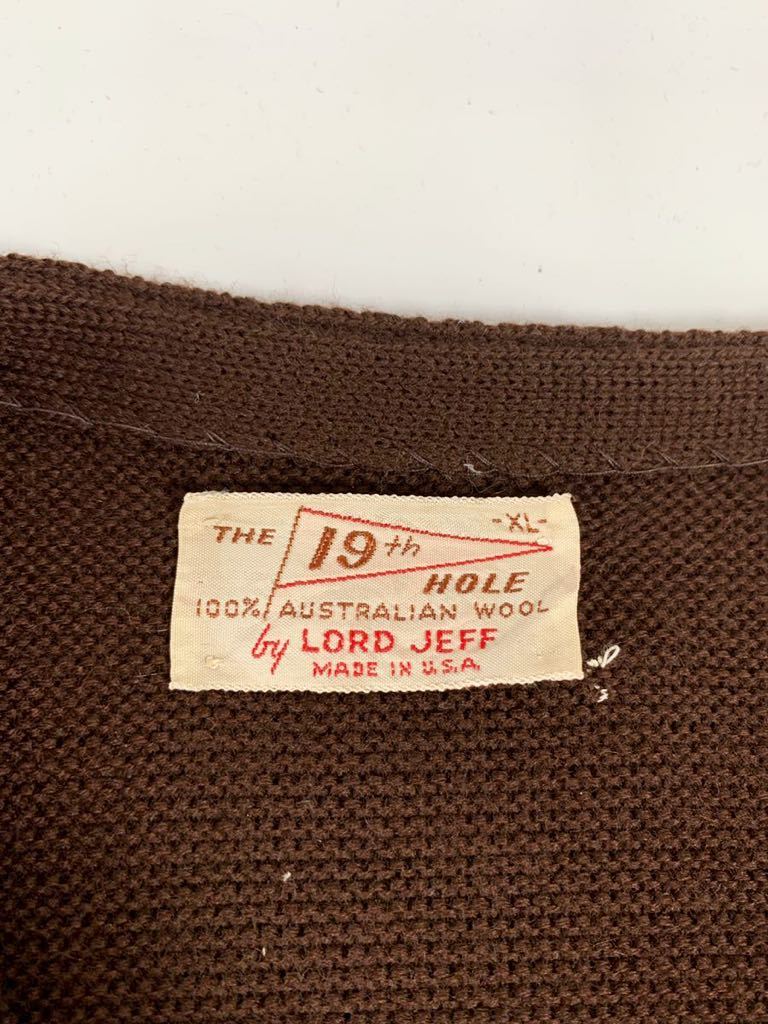 -XL-
THE 19th
HOLE
100% AUSTRALIAN WOOL
by LORD JEFF
MADE IN U.S.A.